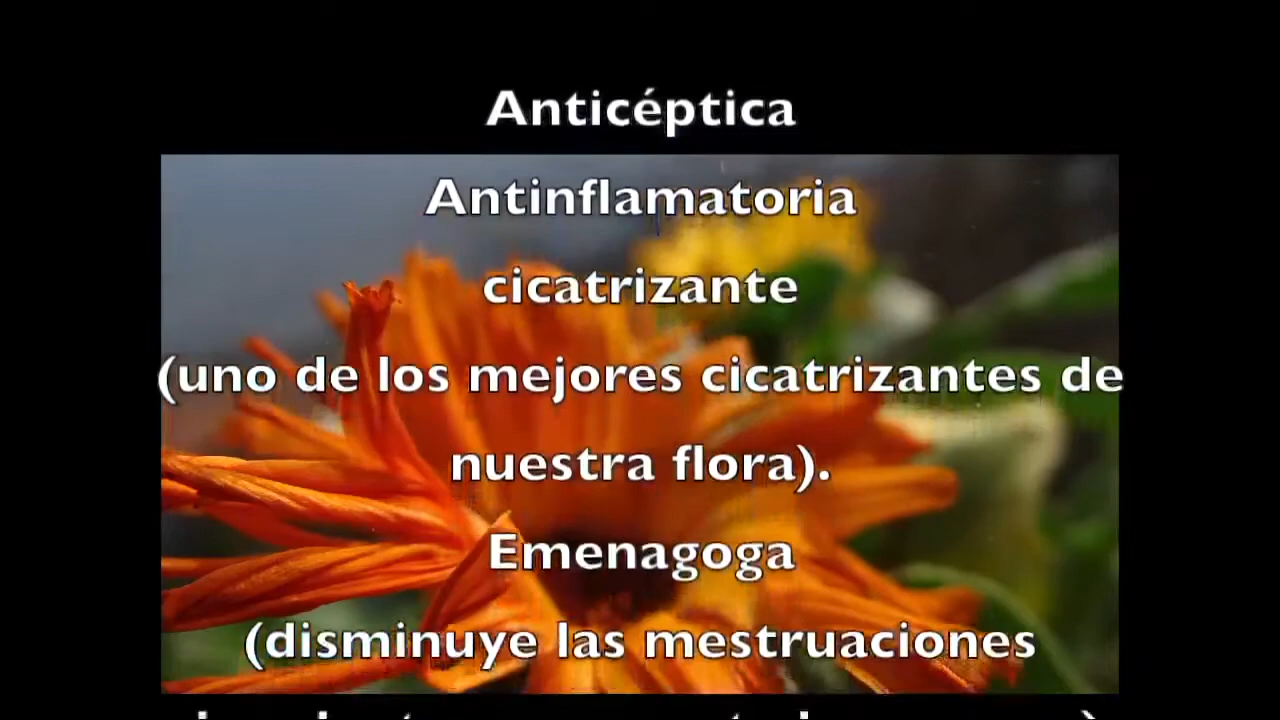 Anticéptica
Antinflamatoria
cicatrizante
(uno de los mejores cicatrizantes de
nuestra flora).
Emenagoga
(disminuye las mestruaciones